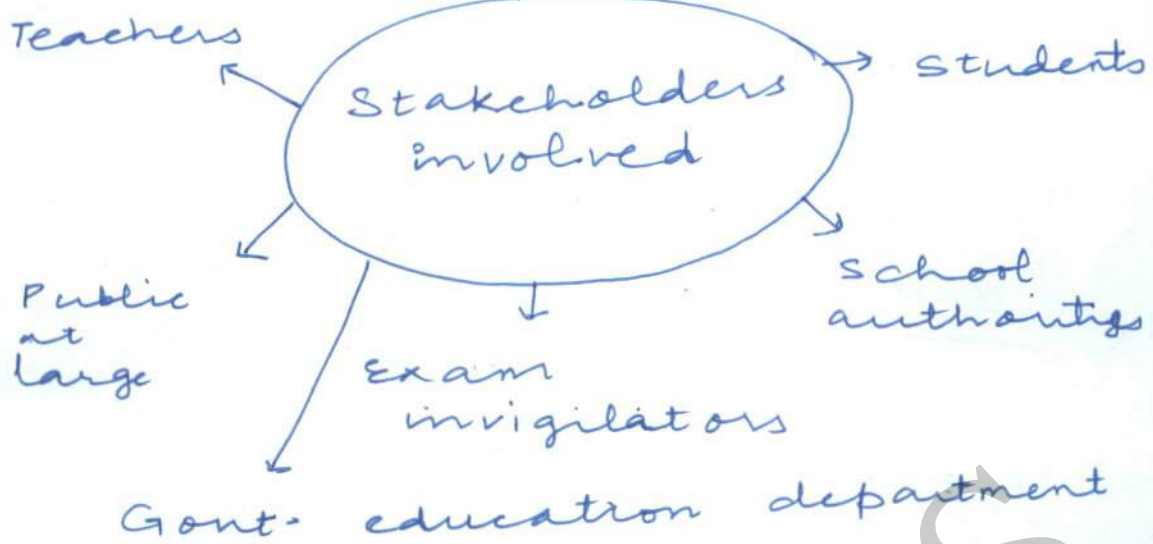 Teachers
Stakeholders
involved
Students
Public
at
large
School
authorities
Exam
invigilators
Govt. education department